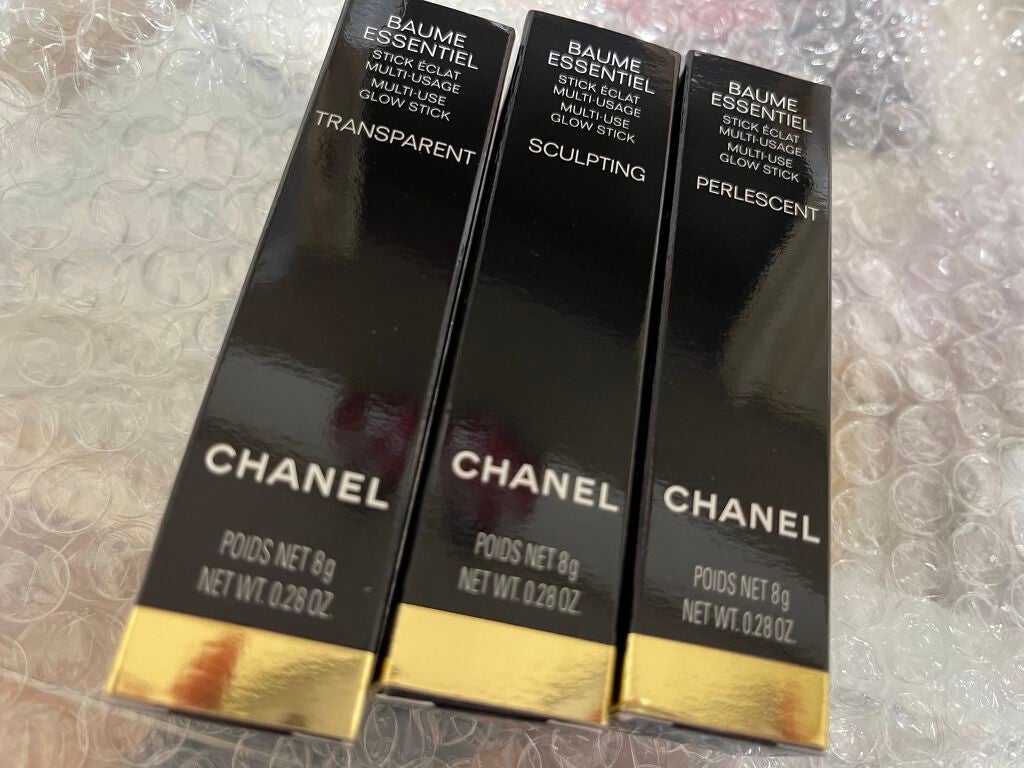 BAUME
ESSENTIEL
STICK ÉCLAT
MULTI-USAGE
MULTI-USE
GLOW STICK
TRANSPARENT
CHANEL
POIDS NET 8g
NET WT. 0.28 OZ.
BAUME
ESSENTIEL
STICK ÉCLAT
MULTI-USAGE
MULTI-USE
GLOW STICK
SCULPTING
CHANEL
POIDS NET 8g
NET WT. 0.28 OZ.
BAUME
ESSENTIEL
STICK ÉCLAT
MULTI-USAGE
MULTI-USE
GLOW STICK
PERLESCENT
CHANEL
POIDS NET 8g
NET WT. 0.28 OZ.